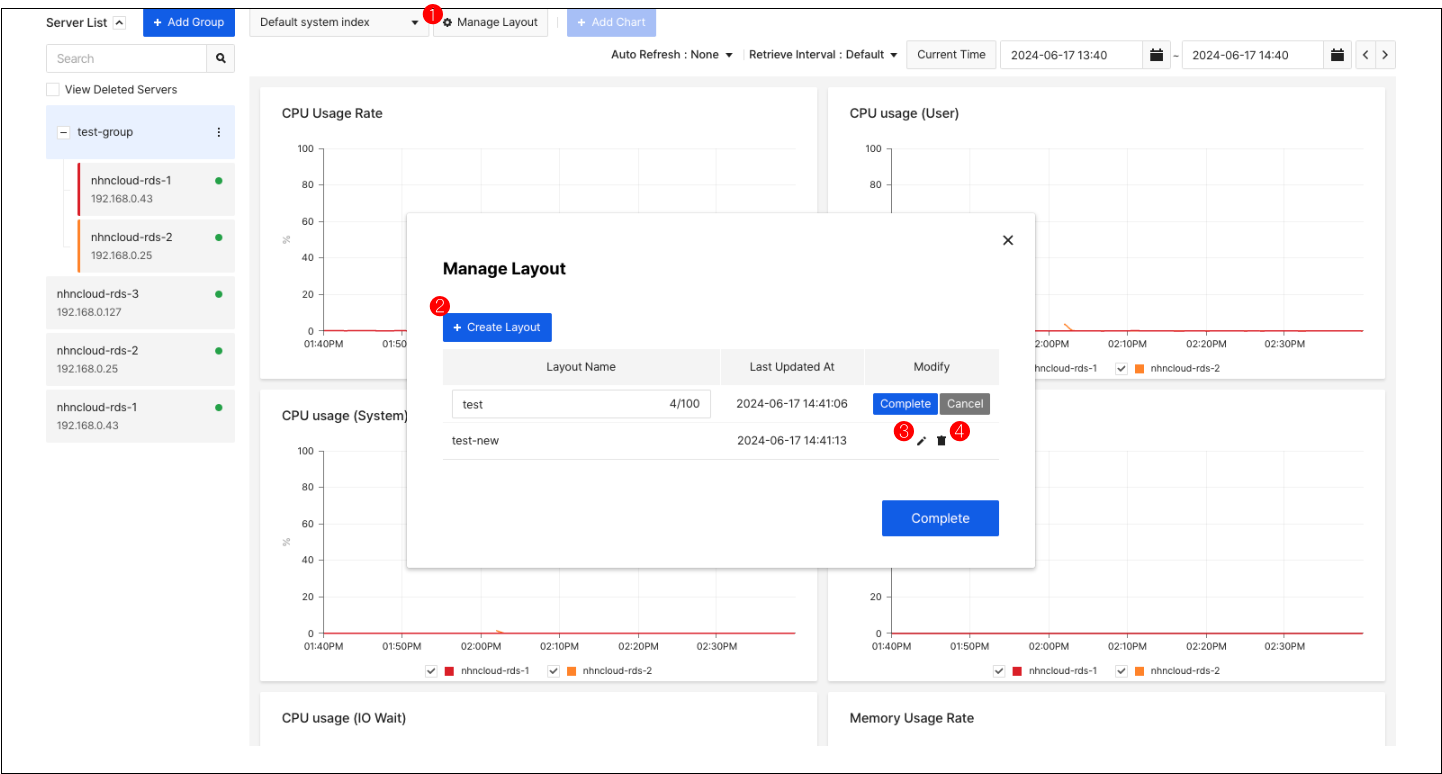 Server List
+ Add Group
Default system index
1
Manage Layout
+ Add Chart
Search
Auto Refresh : None
Retrieve Interval : Default
Current Time
2024-06-17 13:40
~
2024-06-17 14:40
View Deleted Servers
test-group
nhncloud-rds-1
192.168.0.43
nhncloud-rds-2
192.168.0.25
nhncloud-rds-3
192.168.0.127
nhncloud-rds-2
192.168.0.25
nhncloud-rds-1
192.168.0.43
CPU Usage Rate
100
80
60
%
40
20
0
01:40PM
01:50
CPU usage (User)
100
80
2:00PM
02:10PM
02:20PM
02:30PM
hncloud-rds-1
nhncloud-rds-2
Manage Layout
2
+ Create Layout
Layout Name
Last Updated At
Modify
test
4/100
2024-06-17 14:41:06
Complete
Cancel
test-new
2024-06-17 14:41:13
3
4
Complete
CPU usage (System)
100
80
60
%
40
20
0
01:40PM
01:50PM
02:00PM
02:10PM
02:20PM
02:30PM
nhncloud-rds-1
nhncloud-rds-2
20
0
01:40PM
01:50PM
02:00PM
02:10PM
02:20PM
02:30PM
nhncloud-rds-1
nhncloud-rds-2
CPU usage (IO Wait)
Memory Usage Rate